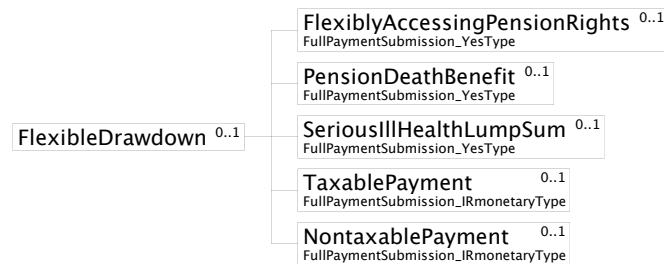 FlexiblyAccessingPensionRights 0..1
FullPaymentSubmission_YesType
PensionDeathBenefit 0..1
FullPaymentSubmission_YesType
FlexibleDrawdown 0..1
SeriousIllHealthLumpSum 0..1
FullPaymentSubmission_YesType
TaxablePayment 0..1
FullPaymentSubmission_IRmonetaryType
NontaxablePayment 0..1
FullPaymentSubmission_IRmonetaryType